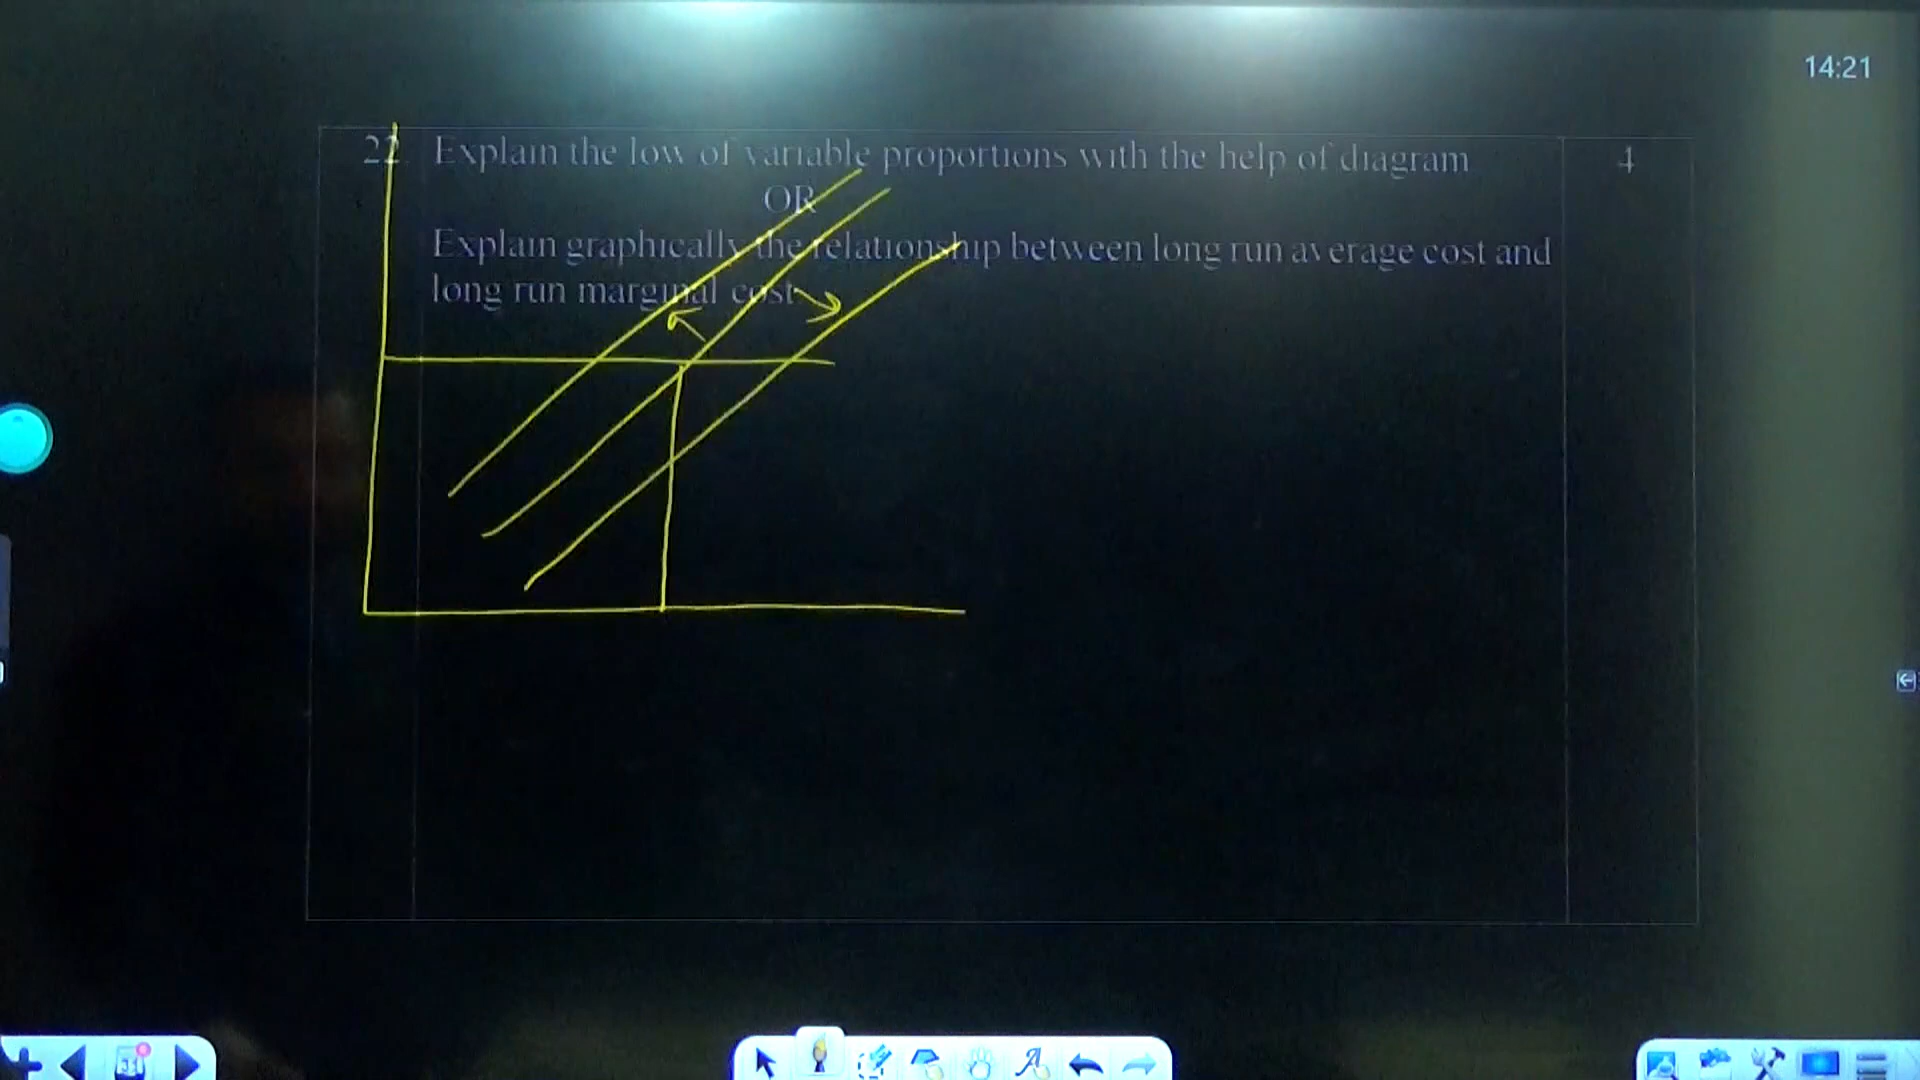 14:21
22. Explain the low of variable proportions with the help of diagram 4
OR
Explain graphically the relationship between long run average cost and
long run marginal cost.